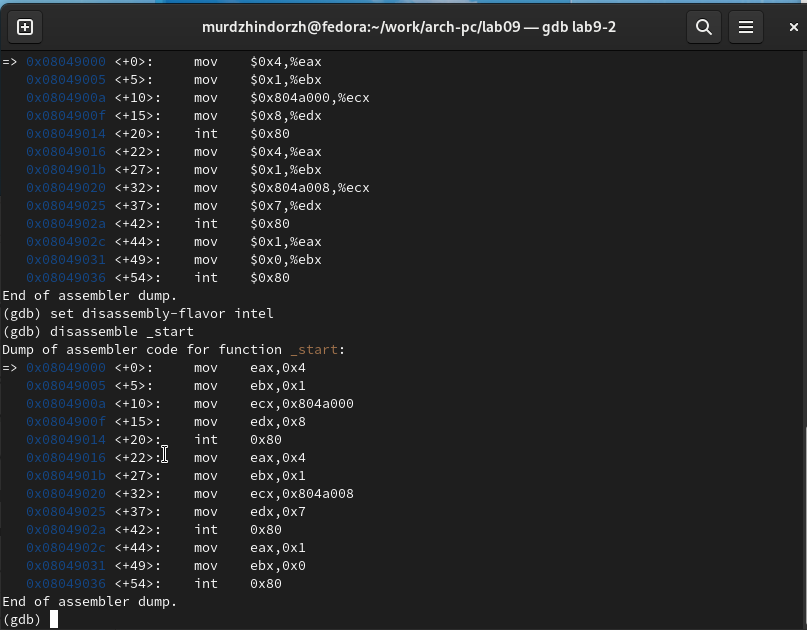 murdzhindorzh@fedora:~/work/arch-pc/lab09 — gdb lab9-2
=> 0x08049000 <+0>:     mov    $0x4,%eax
   0x08049005 <+5>:     mov    $0x1,%ebx
   0x0804900a <+10>:    mov    $0x804a000,%ecx
   0x0804900f <+15>:    mov    $0x8,%edx
   0x08049014 <+20>:    int    $0x80
   0x08049016 <+22>:    mov    $0x4,%eax
   0x0804901b <+27>:    mov    $0x1,%ebx
   0x08049020 <+32>:    mov    $0x804a008,%ecx
   0x08049025 <+37>:    mov    $0x7,%edx
   0x0804902a <+42>:    int    $0x80
   0x0804902c <+44>:    mov    $0x1,%eax
   0x08049031 <+49>:    mov    $0x0,%ebx
   0x08049036 <+54>:    int    $0x80
End of assembler dump.
(gdb) set disassembly-flavor intel
(gdb) disassemble _start
Dump of assembler code for function _start:
=> 0x08049000 <+0>:     mov    eax,0x4
   0x08049005 <+5>:     mov    ebx,0x1
   0x0804900a <+10>:    mov    ecx,0x804a000
   0x0804900f <+15>:    mov    edx,0x8
   0x08049014 <+20>:    int    0x80
   0x08049016 <+22>:    mov    eax,0x4
   0x0804901b <+27>:    mov    ebx,0x1
   0x08049020 <+32>:    mov    ecx,0x804a008
   0x08049025 <+37>:    mov    edx,0x7
   0x0804902a <+42>:    int    0x80
   0x0804902c <+44>:    mov    eax,0x1
   0x08049031 <+49>:    mov    ebx,0x0
   0x08049036 <+54>:    int    0x80
End of assembler dump.
(gdb)